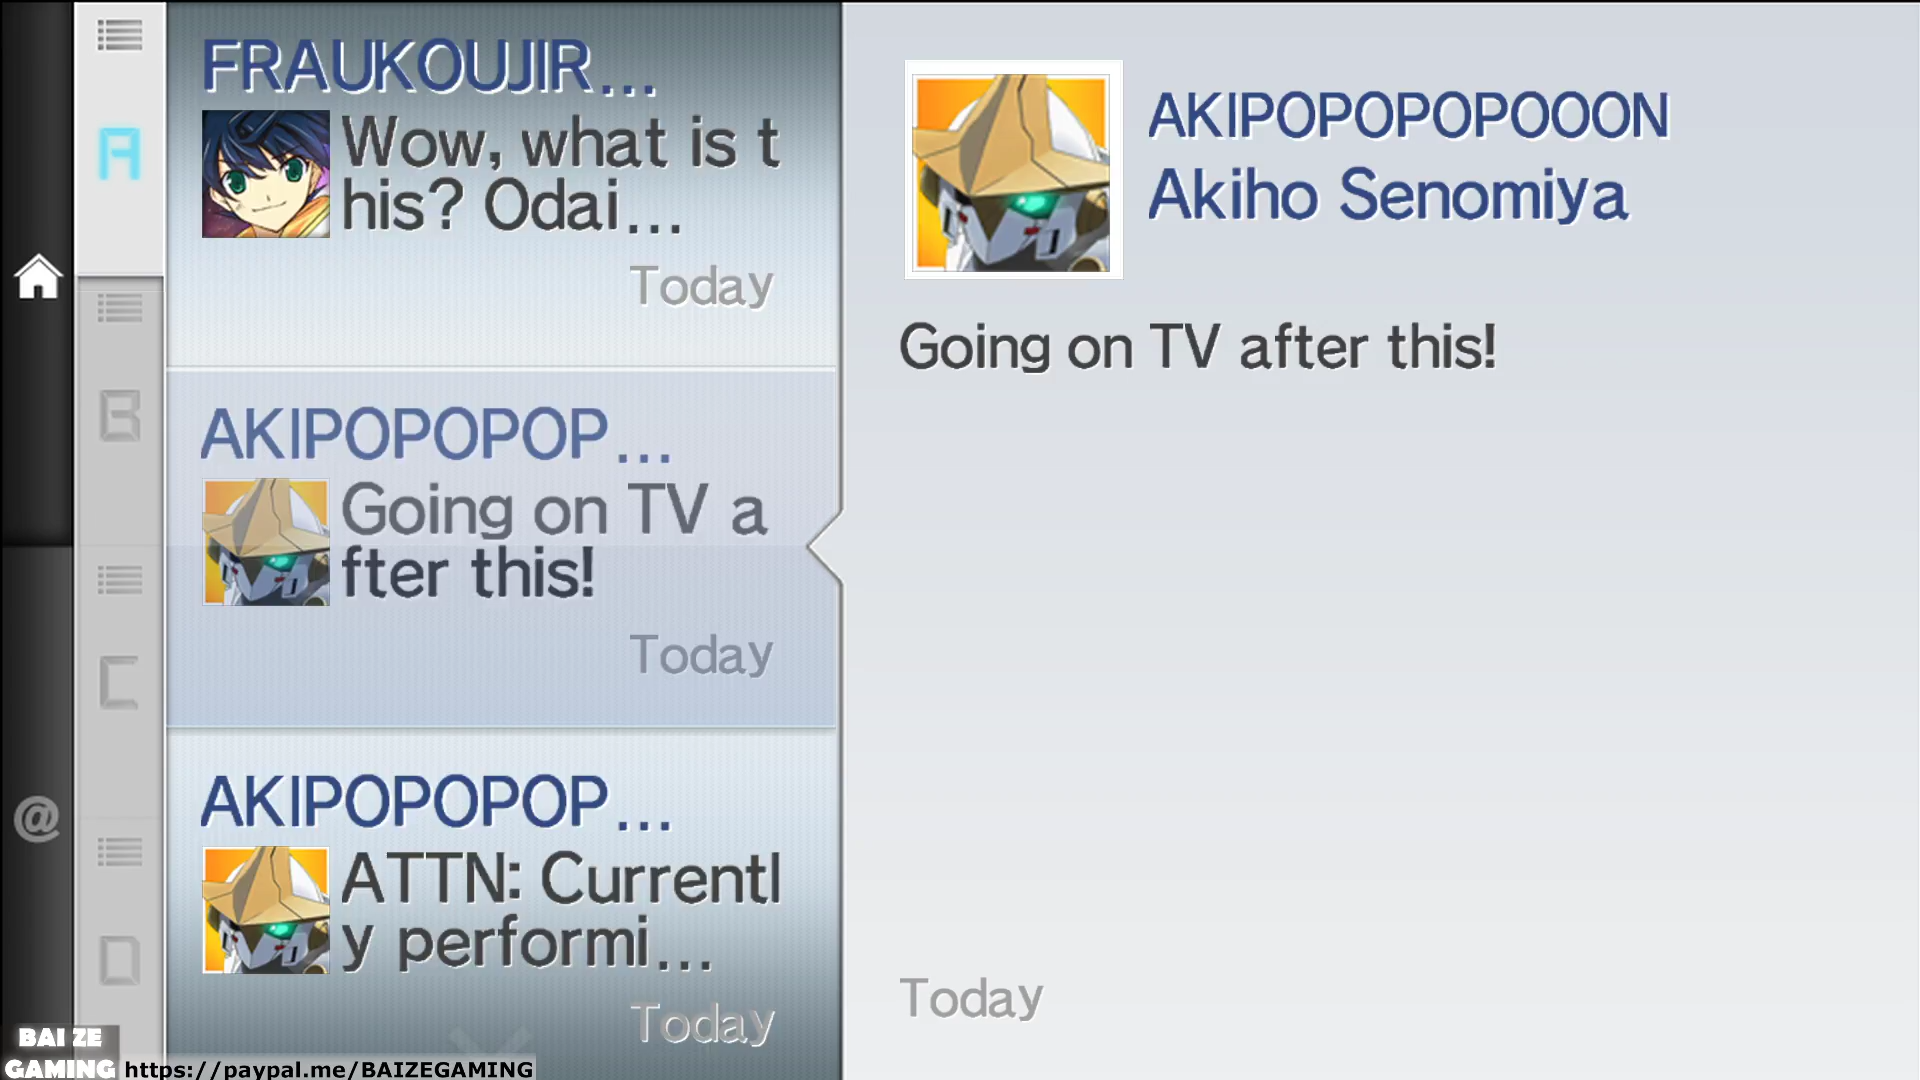 A
B
C
D
@
FRAUKOUJIR...
Wow, what is t
his? Odai...
Today
AKIPOPOPOP...
Going on TV a
fter this!
Today
AKIPOPOPOP...
ATTN: Currentl
y performi...
Today
AKIPOPOPOPOOON
Akiho Senomiya
Going on TV after this!
Today
BAI ZE
GAMING https://paypal.me/BAIZEGAMING